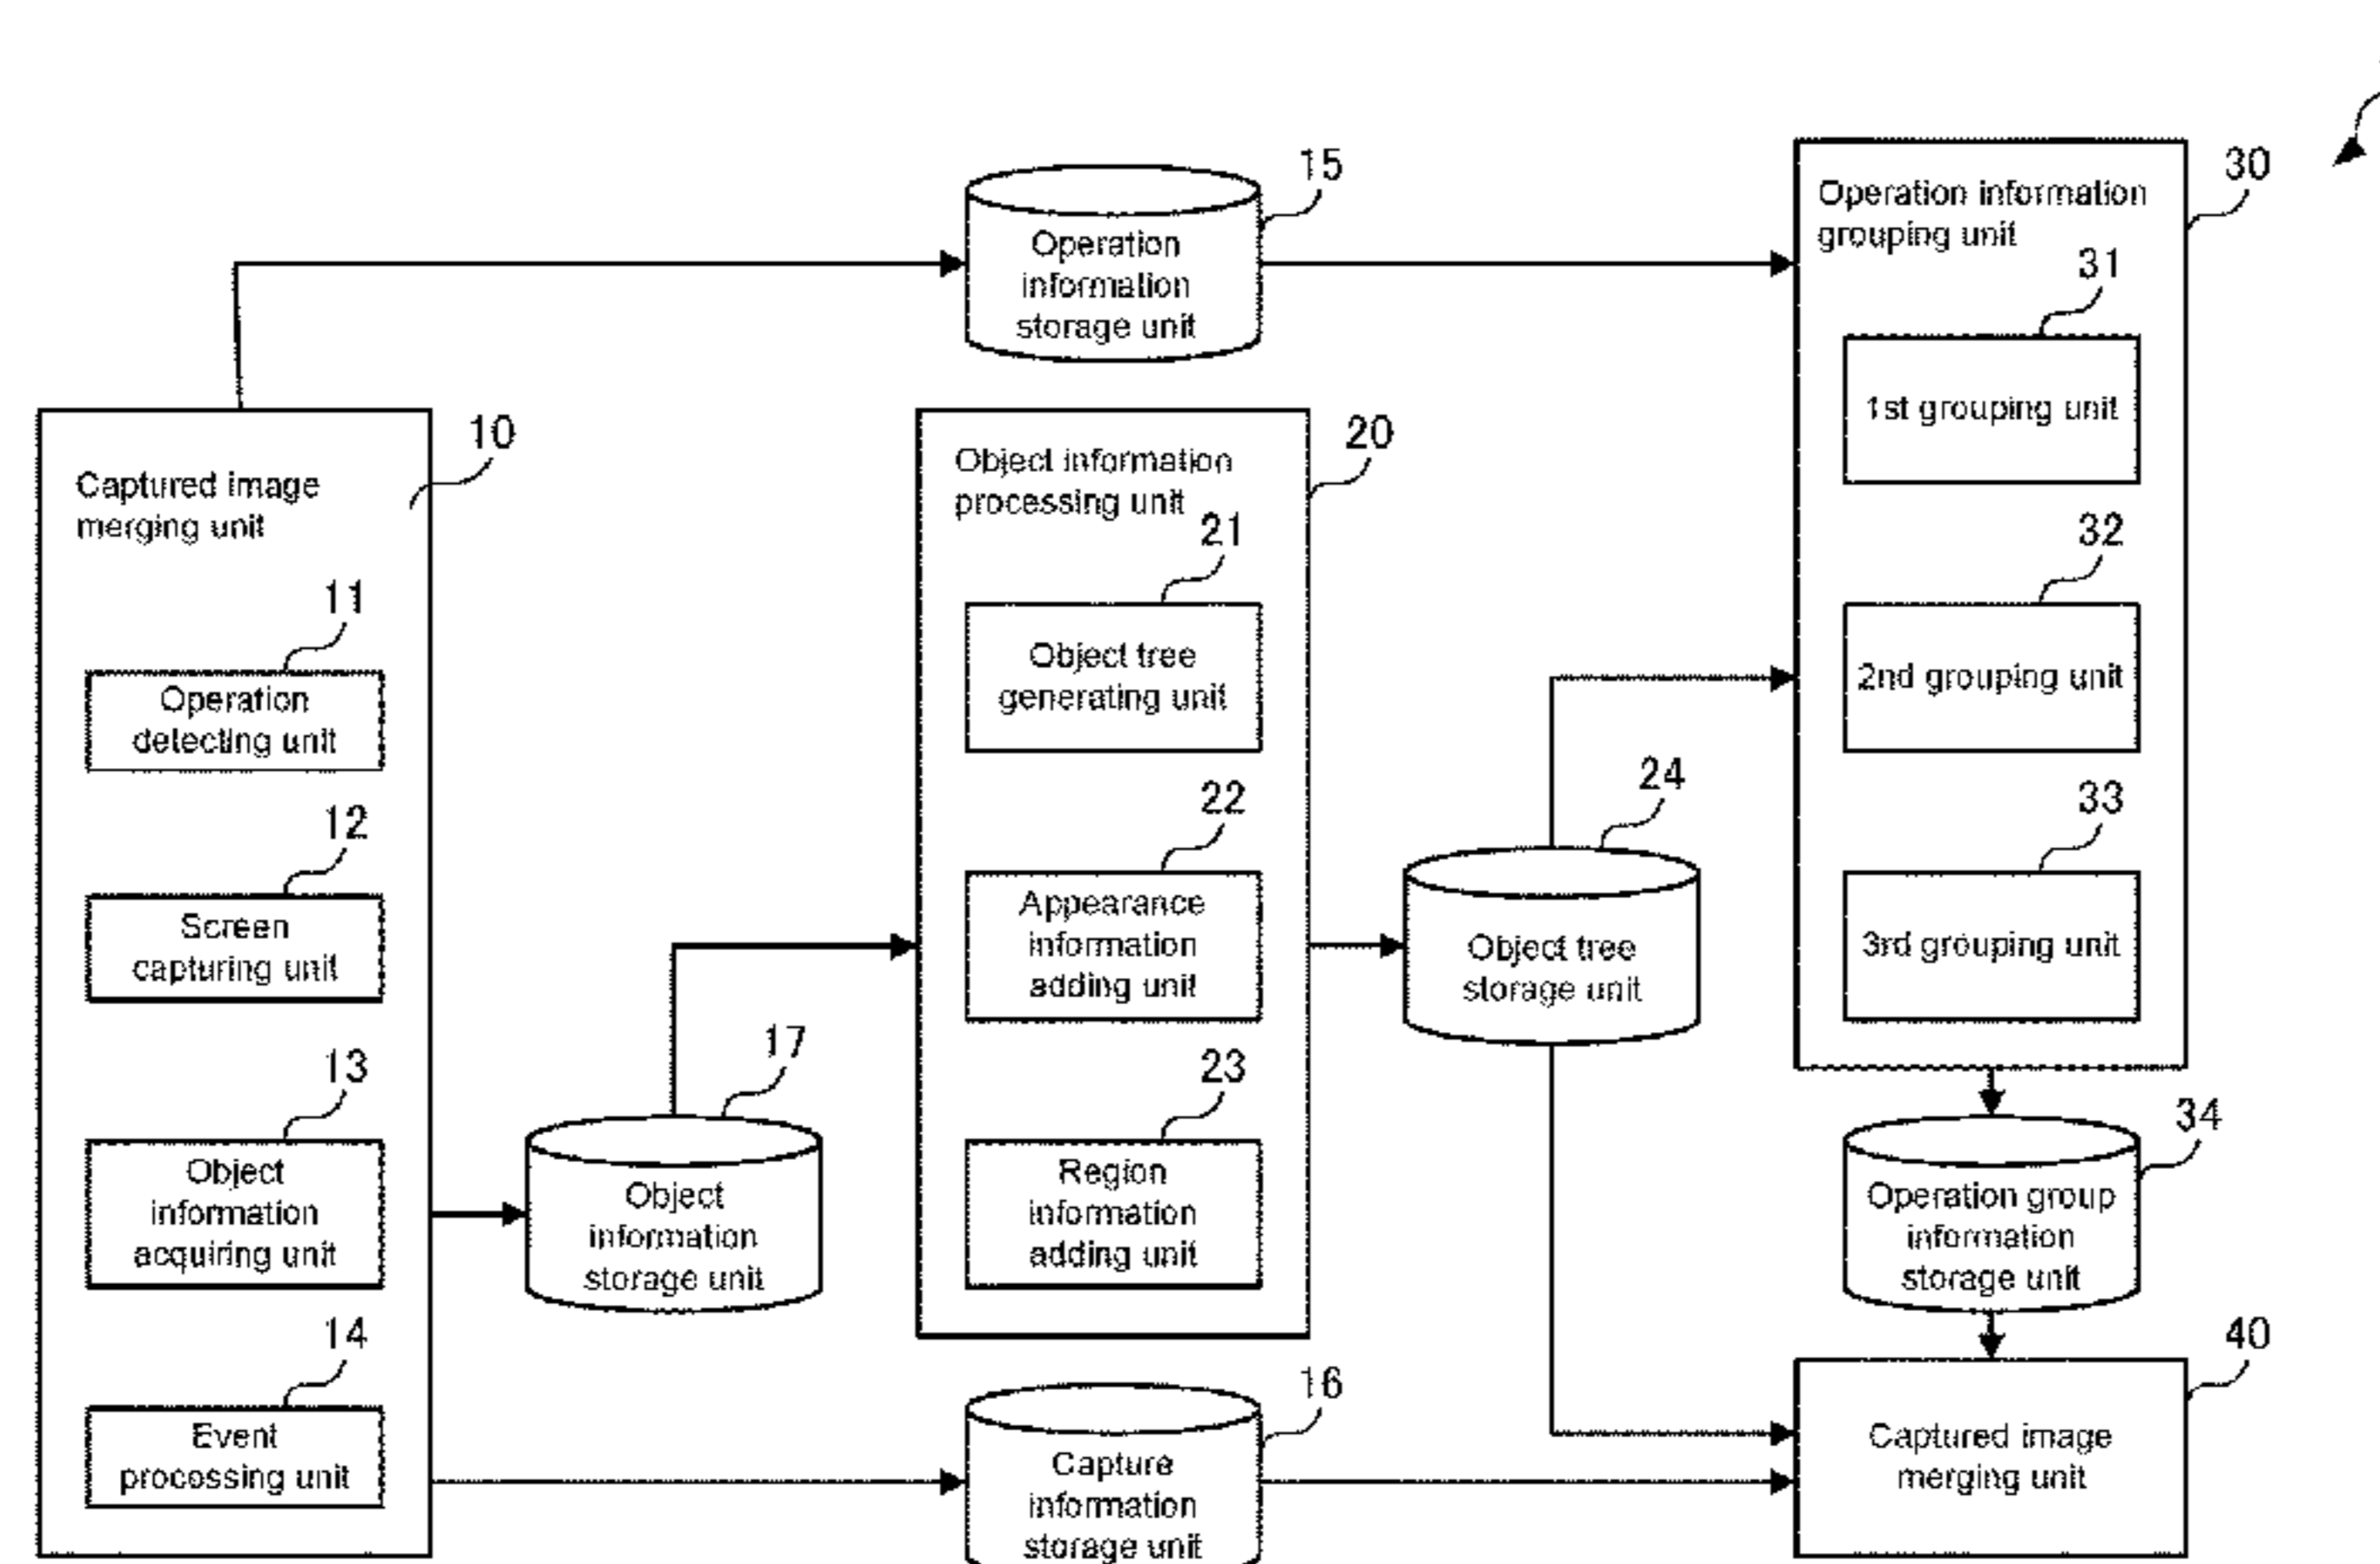 15
Operation
information
storage unit
30
Operation information
grouping unit
31
1st grouping unit
32
2nd grouping unit
33
3rd grouping unit
10
Captured image
merging unit
11
Operation
detecting unit
12
Screen
capturing unit
13
Object
information
acquiring unit
14
Event
processing unit
20
Object information
processing unit
21
Object tree
generating unit
22
Appearance
information
adding unit
23
Region
information
adding unit
17
Object
information
storage unit
24
Object tree
storage unit
34
Operation group
information
storage unit
16
Capture
information
storage unit
40
Captured image
merging unit